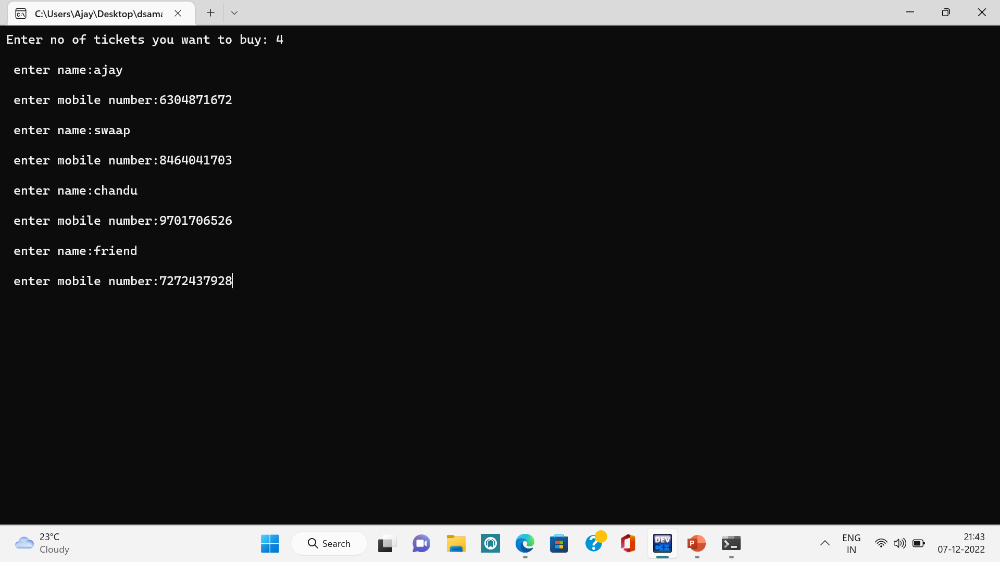 C:\Users\Ajay\Desktop\dsama
Enter no of tickets you want to buy: 4
enter name:ajay
enter mobile number:6304871672
enter name:swaap
enter mobile number:8464041703
enter name:chandu
enter mobile number:9701706526
enter name:friend
enter mobile number:7272437928
23°C
Cloudy
Search
DEV
C++
P
ENG
IN
21:43
07-12-2022